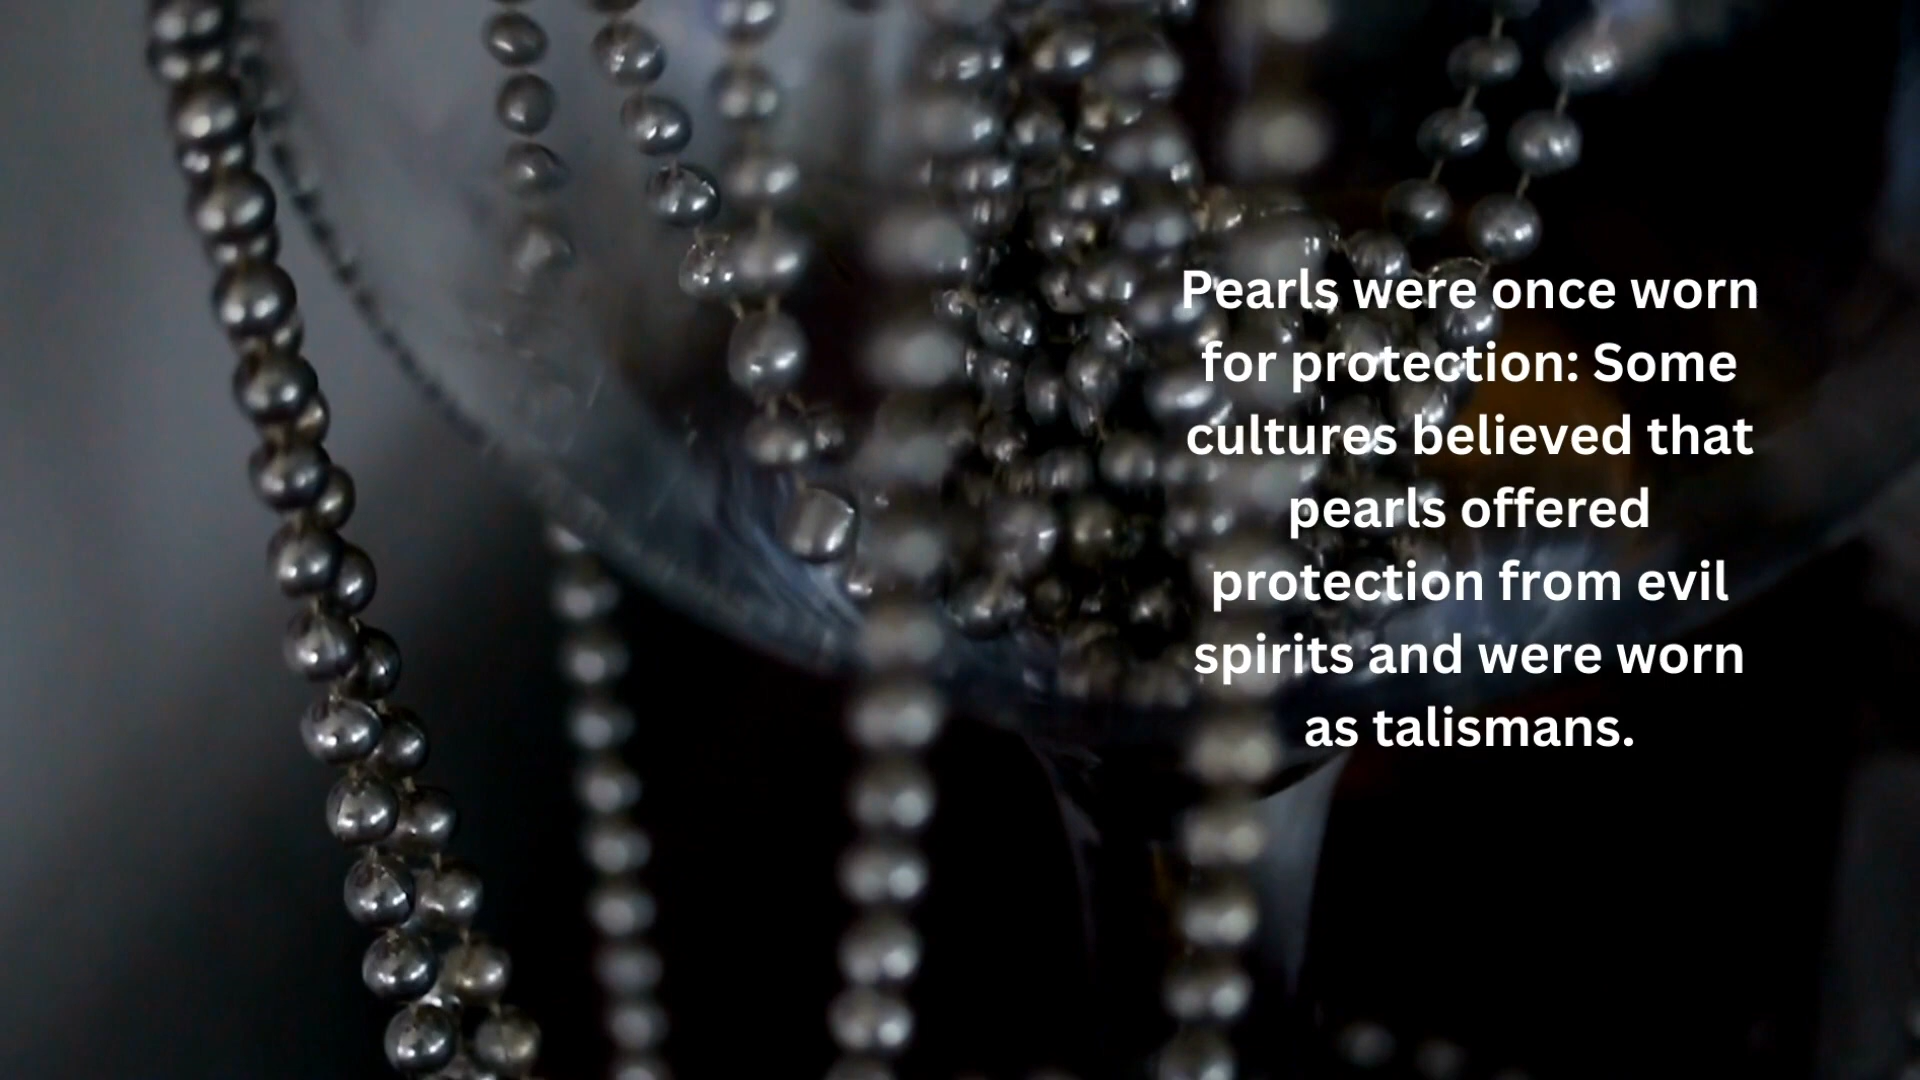 Pearls were once worn
for protection: Some
cultures believed that
pearls offered
protection from evil
spirits and were worn
as talismans.